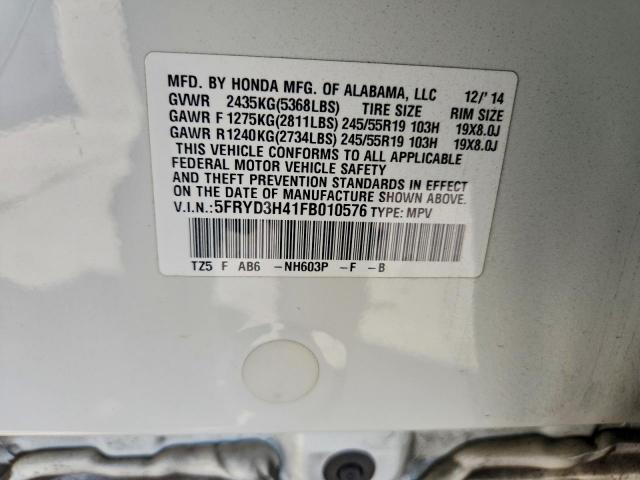 MFD. BY HONDA MFG. OF ALABAMA, LLC 12/'14
GVWR 2435KG(5368LBS) TIRE SIZE RIM SIZE
GAWR F 1275KG(2811LBS) 245/55R19 103H 19X8.0J
GAWR R1240KG(2734LBS) 245/55R19 103H 19X8.0J
THIS VEHICLE CONFORMS TO ALL APPLICABLE
FEDERAL MOTOR VEHICLE SAFETY
AND THEFT PREVENTION STANDARDS IN EFFECT
ON THE DATE OF MANUFACTURE SHOWN ABOVE.
V.I.N.:5FRYD3H41FB010576 TYPE: MPV
TZ5 F AB6 -NH603P -F -B